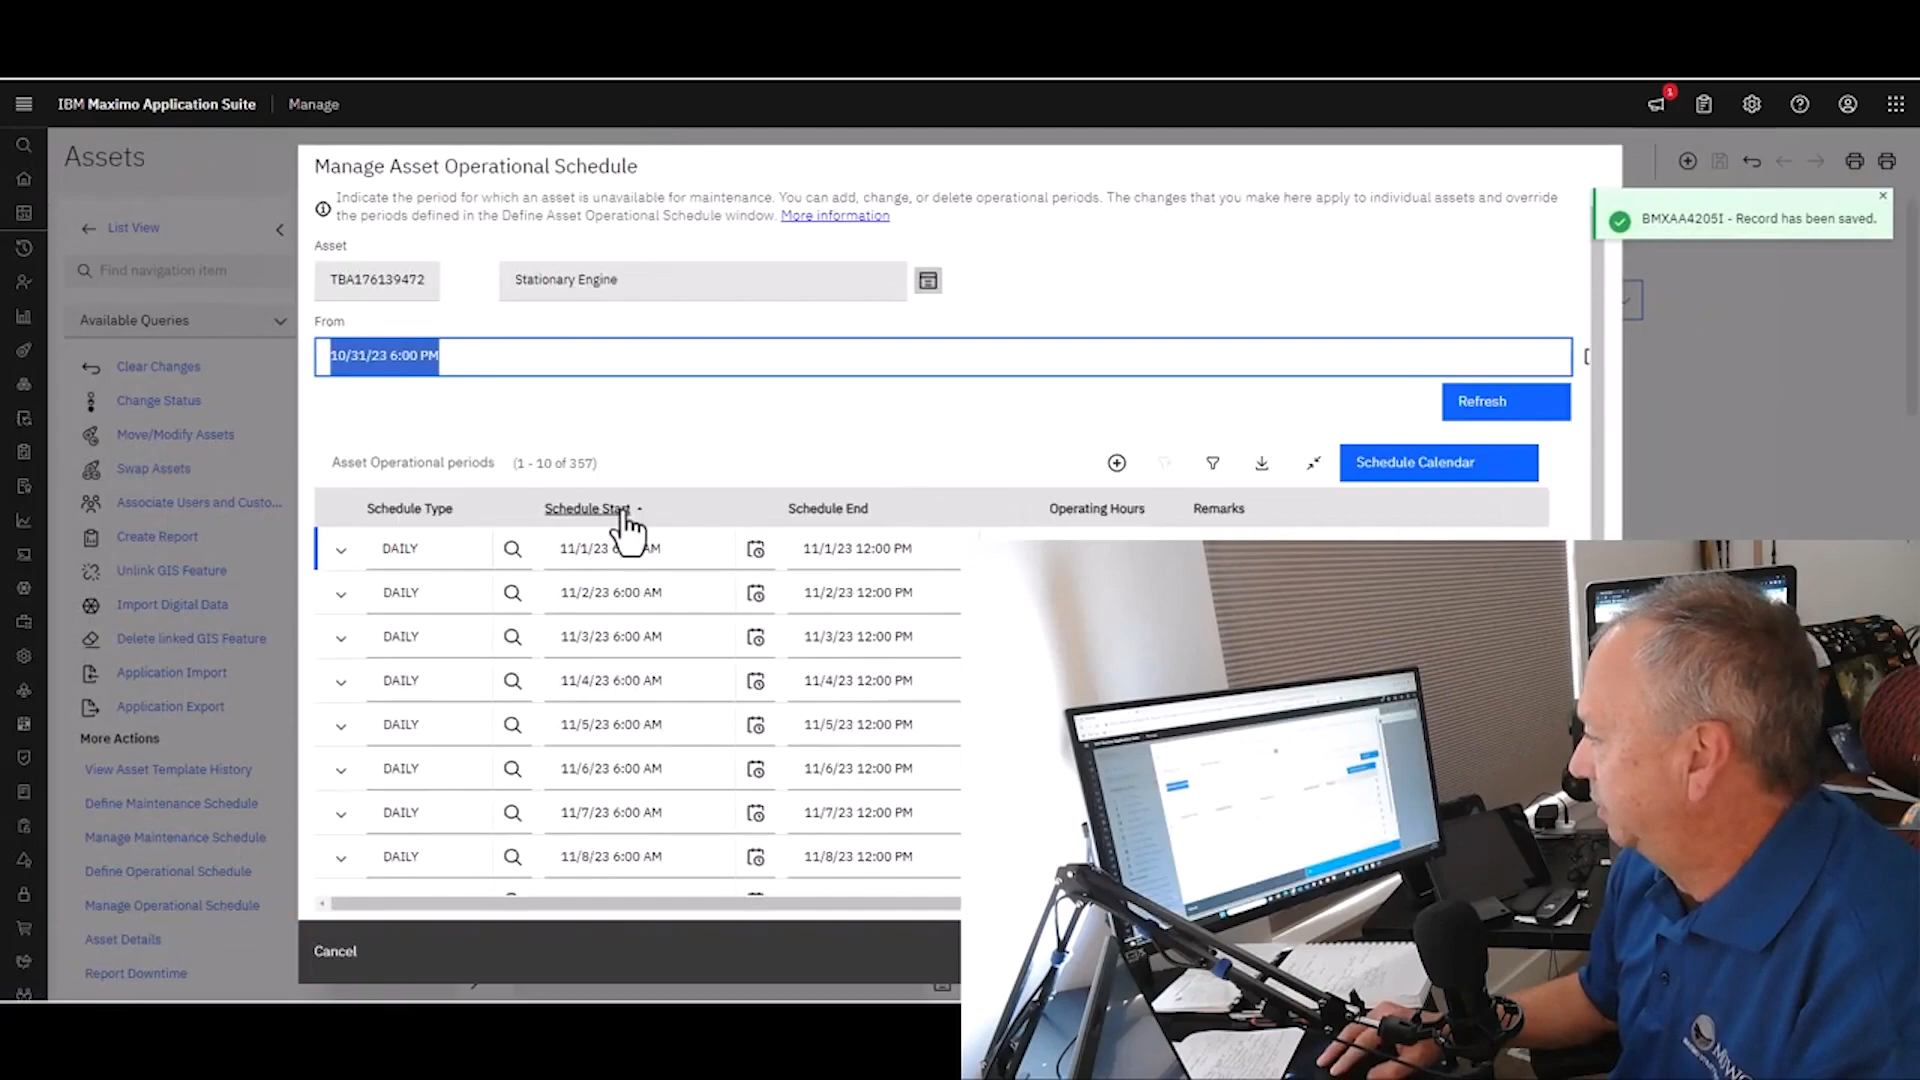 IBM Maximo Application Suite
Manage
1
Assets
List View
Find navigation item
Available Queries
Clear Changes
Change Status
Move/Modify Assets
Swap Assets
Associate Users and Custo...
Create Report
Unlink GIS Feature
Import Digital Data
Delete linked GIS Feature
Application Import
Application Export
More Actions
View Asset Template History
Define Maintenance Schedule
Manage Maintenance Schedule
Define Operational Schedule
Manage Operational Schedule
Asset Details
Report Downtime
Manage Asset Operational Schedule
Indicate the period for which an asset is unavailable for maintenance. You can add, change, or delete operational periods. The changes that you make here apply to individual assets and override
the periods defined in the Define Asset Operational Schedule window. More information
BMXAA4205I - Record has been saved.
Asset
TBA176139472
Stationary Engine
From
10/31/23 6:00 PM
Refresh
Asset Operational periods (1 - 10 of 357)
Schedule Calendar
Schedule Type Schedule Start Schedule End Operating Hours Remarks
DAILY 11/1/23 6 AM 11/1/23 12:00 PM
DAILY 11/2/23 6:00 AM 11/2/23 12:00 PM
DAILY 11/3/23 6:00 AM 11/3/23 12:00 PM
DAILY 11/4/23 6:00 AM 11/4/23 12:00 PM
DAILY 11/5/23 6:00 AM 11/5/23 12:00 PM
DAILY 11/6/23 6:00 AM 11/6/23 12:00 PM
DAILY 11/7/23 6:00 AM 11/7/23 12:00 PM
DAILY 11/8/23 6:00 AM 11/8/23 12:00 PM
Cancel